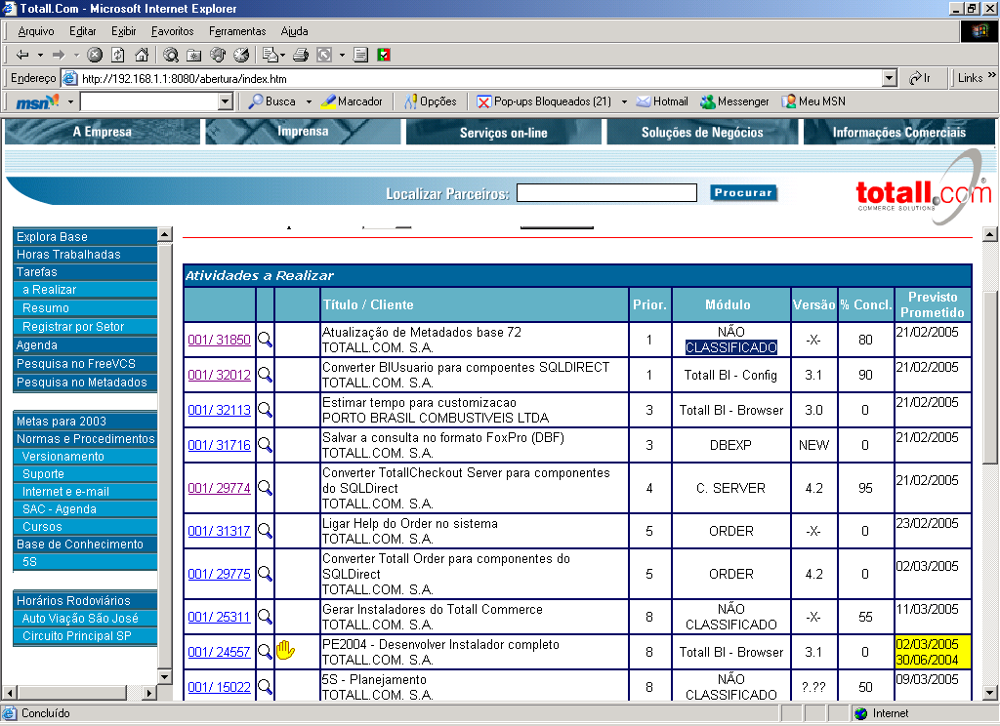 Totall.Com - Microsoft Internet Explorer
Arquivo Editar Exibir Favoritos Ferramentas Ajuda
Endereço http://192.168.1.1:8080/abertura/index.htm Ir Links »
msn Busca Marcador Opções Pop-ups Bloqueados (21) Hotmail Messenger Meu MSN
A Empresa Imprensa Serviços on-line Soluções de Negócios Informações Comerciais
Localizar Parceiros: Procurar
totall.com®
COMMERCE SOLUTIONS
Explora Base
Horas Trabalhadas
Tarefas
a Realizar
Resumo
Registrar por Setor
Agenda
Pesquisa no FreeVCS
Pesquisa no Metadados
Metas para 2003
Normas e Procedimentos
Versionamento
Suporte
Internet e e-mail
SAC - Agenda
Cursos
Base de Conhecimento
5S
Horários Rodoviários
Auto Viação São José
Circuito Principal SP
Atividades a Realizar
Título / Cliente Prior. Módulo Versão % Concl. Previsto
Prometido
001/ 31850 Atualização de Metadados base 72 1 NÃO -X- 80 21/02/2005
TOTALL.COM. S.A. CLASSIFICADO
001/ 32012 Converter BIUsuario para compoentes SQLDIRECT 1 Totall BI - Config 3.1 90 21/02/2005
TOTALL.COM. S.A.
001/ 32113 Estimar tempo para customizacao 3 Totall BI - Browser 3.0 0 21/02/2005
PORTO BRASIL COMBUSTIVEIS LTDA
001/ 31716 Salvar a consulta no formato FoxPro (DBF) 3 DBEXP NEW 0 21/02/2005
TOTALL.COM. S.A.
001/ 29774 Converter TotallCheckout Server para componentes 4 C. SERVER 4.2 95 21/02/2005
do SQLDirect
TOTALL.COM. S.A.
001/ 31317 Ligar Help do Order no sistema 5 ORDER -X- 0 23/02/2005
TOTALL.COM. S.A.
001/ 29775 Converter Totall Order para componentes do 5 ORDER 4.2 0 02/03/2005
SQLDirect
TOTALL.COM. S.A.
001/ 25311 Gerar Instaladores do Totall Commerce 8 NÃO -X- 55 11/03/2005
TOTALL.COM. S.A. CLASSIFICADO
001/ 24557 PE2004 - Desenvolver Instalador completo 8 Totall BI - Browser 3.1 0 02/03/2005
TOTALL.COM. S.A. 30/06/2004
001/ 15022 5S - Planejamento 8 NÃO ?.?? 50 09/03/2005
TOTALL.COM. S.A. CLASSIFICADO
Concluído Internet